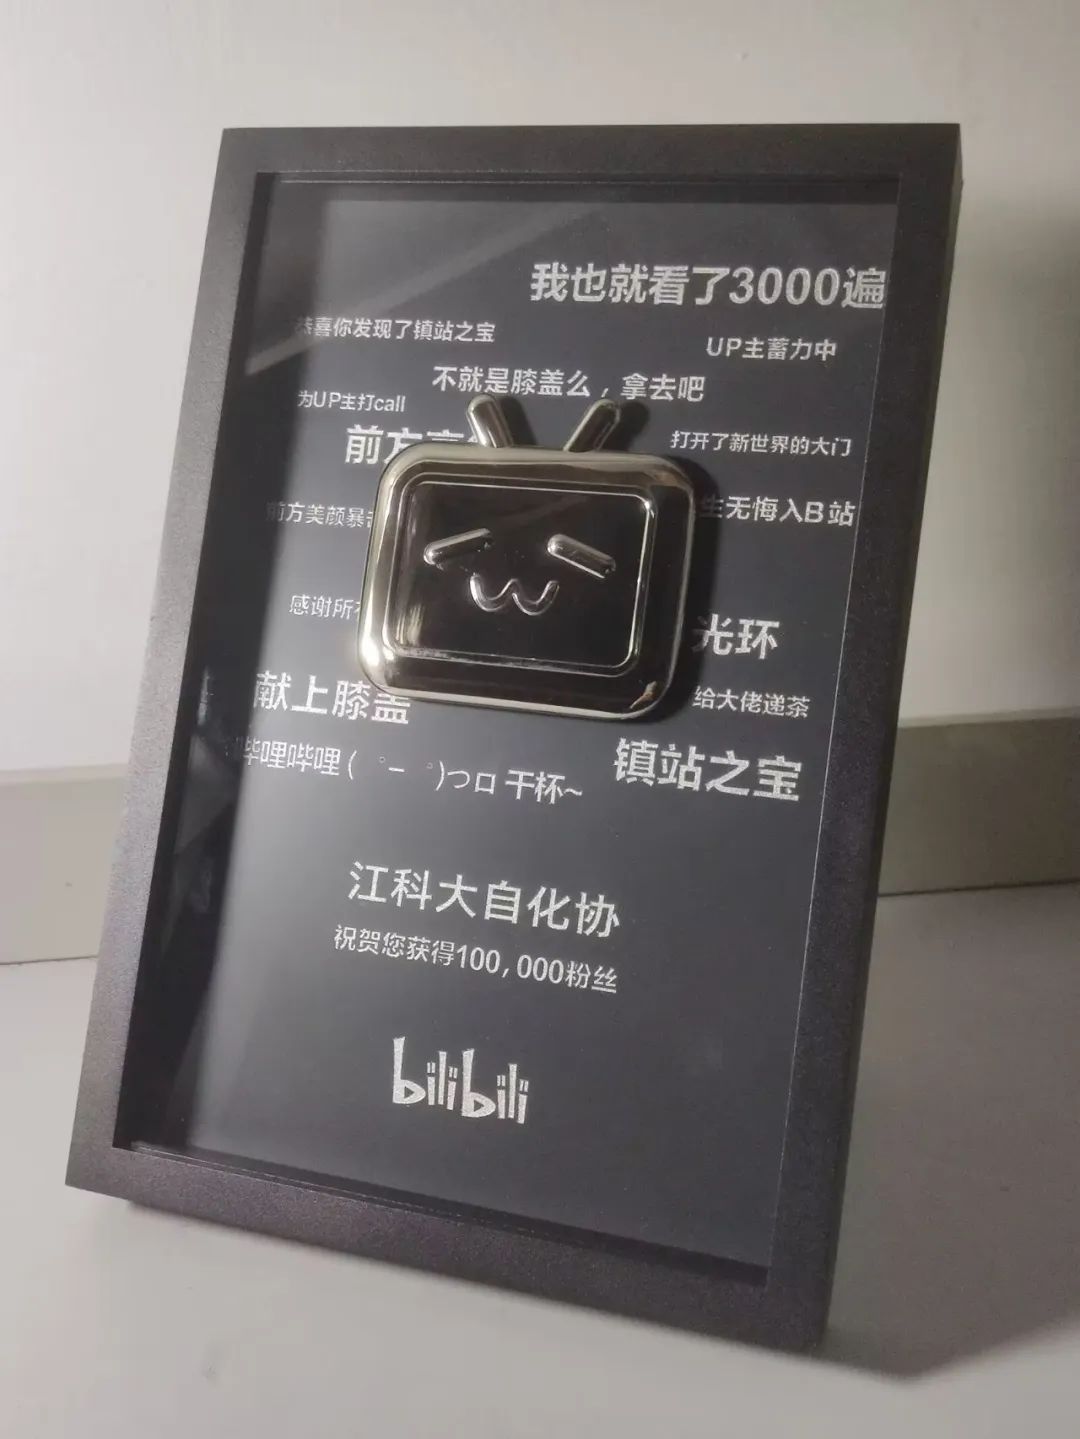 我也就看了3000遍
恭喜你发现了镇站之宝
UP主蓄力中
不就是膝盖么，拿去吧
为UP主打call
前方高
打开了新世界的大门
前方美颜暴击
生无悔入B站
感谢所有
光环
献上膝盖
给大佬递茶
哔哩哔哩 ( ゜- ゜)つロ 干杯~
镇站之宝
江科大自化协
祝贺您获得100,000粉丝
bilibili